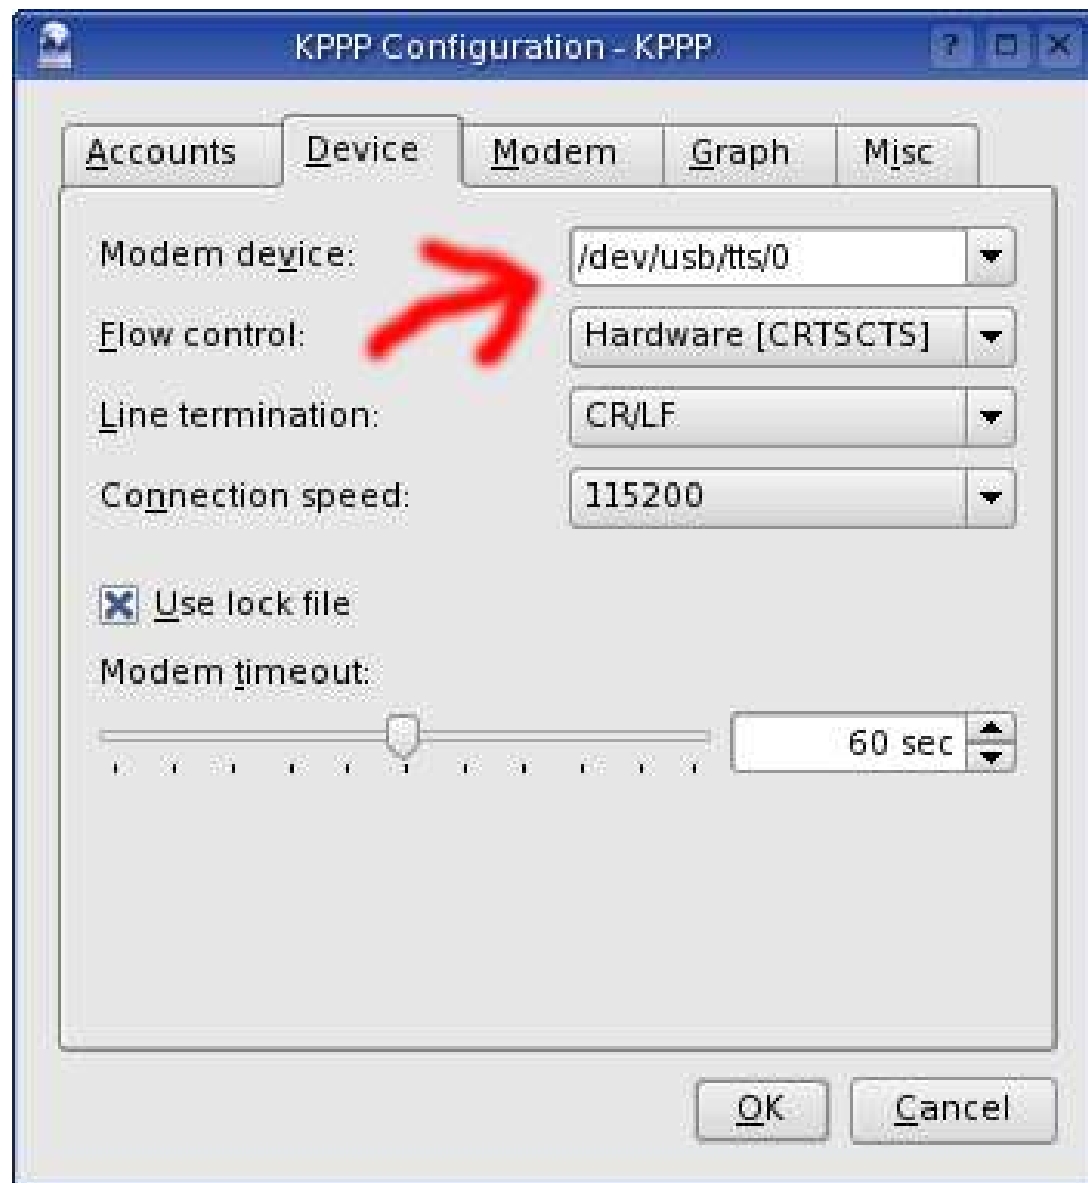 KPPP Configuration - KPPP
?
Accounts Device Modem Graph Misc
Modem device: /dev/usb/tts/0
Flow control: Hardware [CRTSCTS]
Line termination: CR/LF
Connection speed: 115200
Use lock file
Modem timeout:
60 sec
OK Cancel